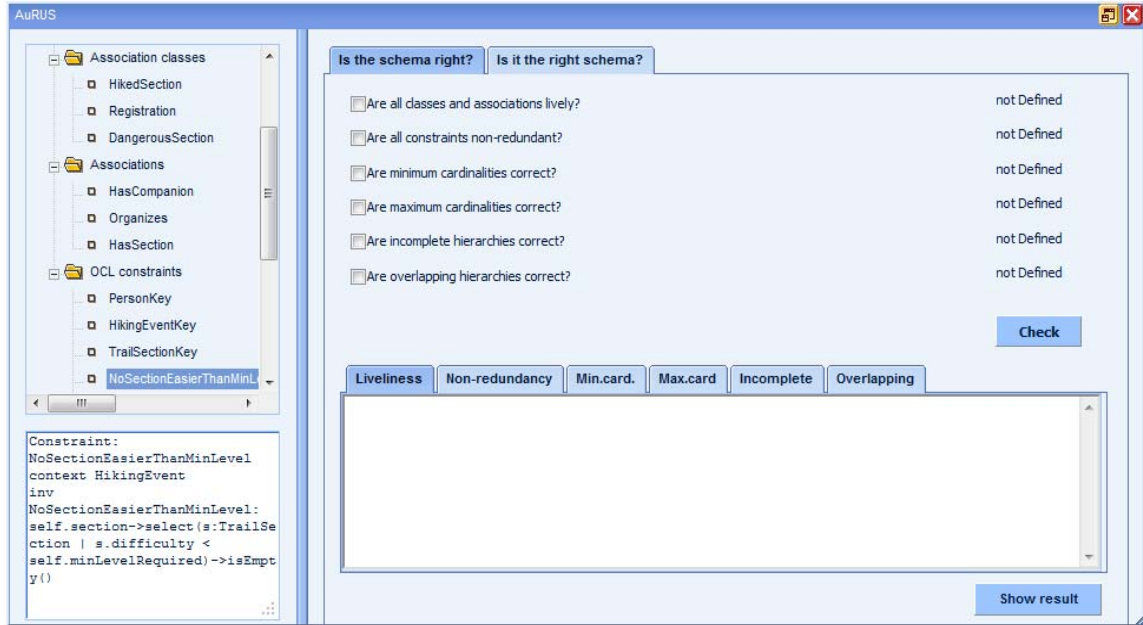 AuRUS
Association classes
HikedSection
Registration
DangerousSection
Associations
HasCompanion
Organizes
HasSection
OCL constraints
PersonKey
HikingEventKey
TrailSectionKey
NoSectionEasierThanMinL
Constraint:
NoSectionEasierThanMinLevel
context HikingEvent
inv
NoSectionEasierThanMinLevel:
self.section->select(s:TrailSe
ction | s.difficulty <
self.minLevelRequired)->isEmpt
y()
Is the schema right? Is it the right schema?
Are all classes and associations lively? not Defined
Are all constraints non-redundant? not Defined
Are minimum cardinalities correct? not Defined
Are maximum cardinalities correct? not Defined
Are incomplete hierarchies correct? not Defined
Are overlapping hierarchies correct? not Defined
Check
Liveliness Non-redundancy Min.card. Max.card Incomplete Overlapping
Show result